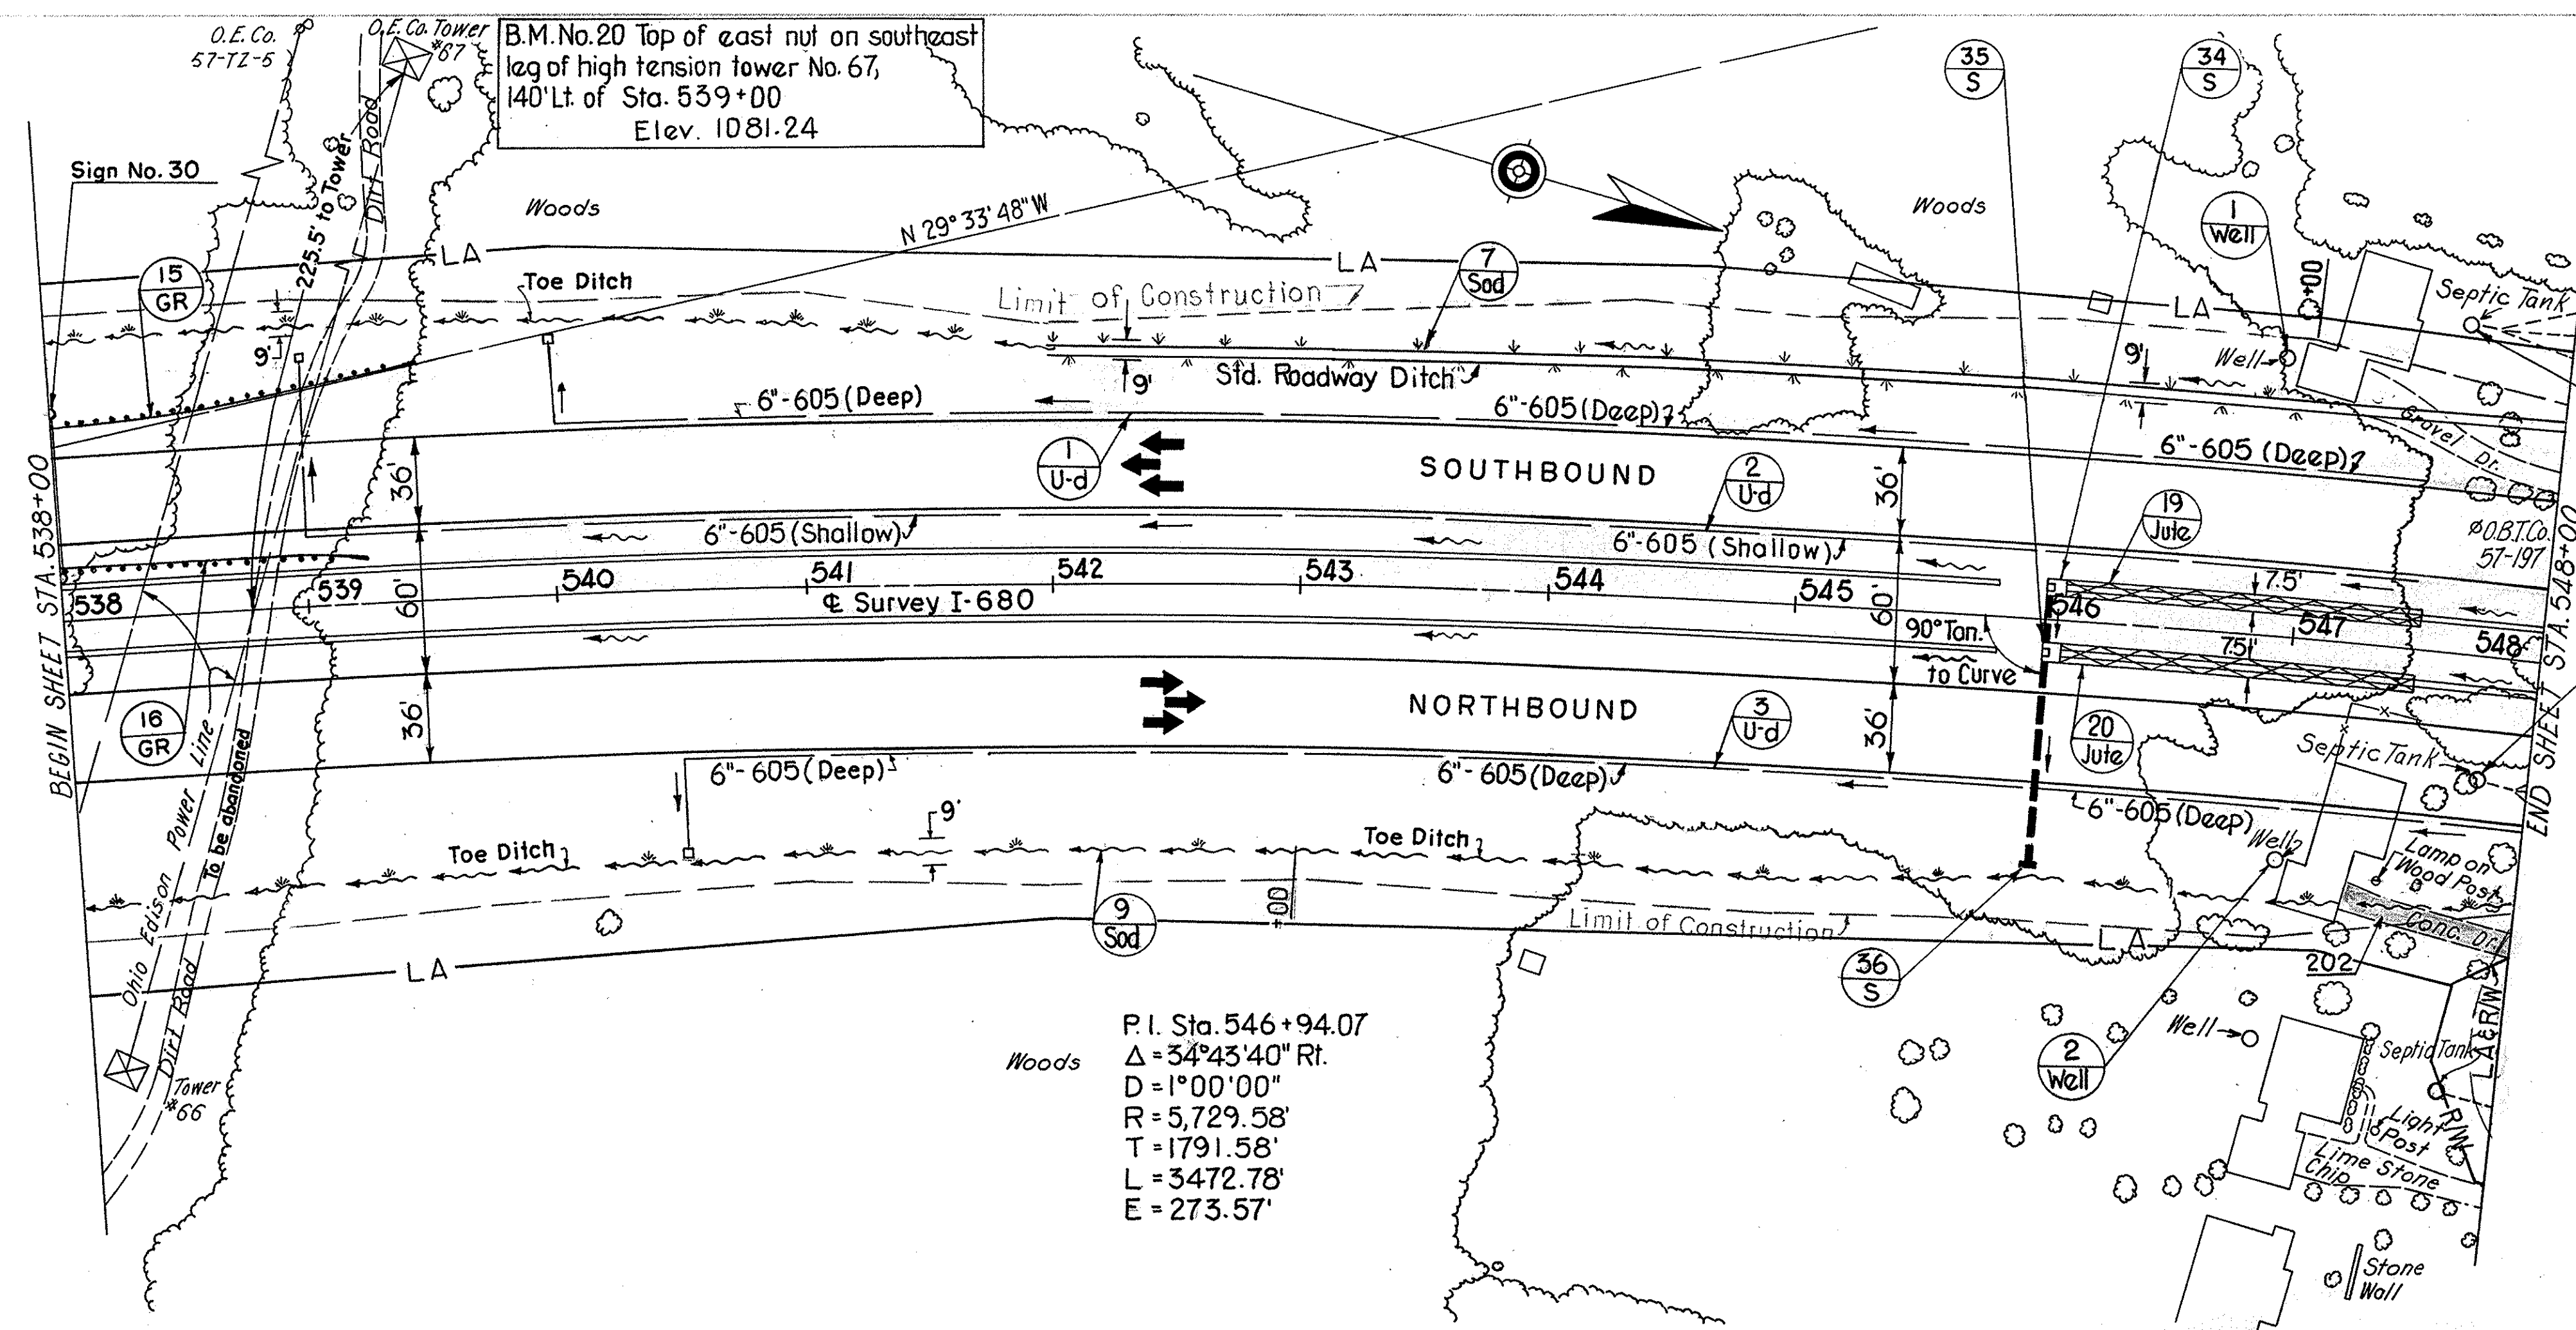 O.E.Co.
57-TZ-5
O.E.Co. Tower
#67
B.M.No.20 Top of east nut on southeast
leg of high tension tower No. 67,
140' Lt. of Sta. 539+00
Elev. 1081.24
35
S
34
S
Sign No. 30
225.5' to Tower
Dirt Road
Woods
N 29° 33' 48" W
Woods
1
Well
+00
Septic Tank
15
GR
LA
LA
LA
Toe Ditch
Limit of Construction
7
Sod
9'
9'
Std. Roadway Ditch
Well
9'
6"-605 (Deep)
6"-605 (Deep)
Gravel
Dr.
6"-605 (Deep)
BEGIN SHEET STA. 538+00
36'
1
U-d
SOUTHBOUND
2
U-d
36'
19
Jute
Ø O.B.T.Co.
57-197
6"-605 (Shallow)
6"-605 (Shallow)
7.5'
538
539
540
541
542
543
544
545
546
547
548
60'
℄ Survey I-680
60'
90° Tan.
to Curve
7.5'
END SHEET STA. 548+00
16
GR
36'
NORTHBOUND
3
U-d
36'
20
Jute
Septic Tank
6"-605 (Deep)
6"-605 (Deep)
6"-605 (Deep)
Ohio Edison Power Line
To be abandoned
9'
Toe Ditch
Toe Ditch
Well
Lamp on
Wood Post
9
Sod
+00
Limit of Construction
LA
LA
Conc. Dr.
202
36
S
Dirt Road
Tower
#66
Woods
P.I. Sta. 546+94.07
Δ = 34°43'40" Rt.
D = 1°00'00"
R = 5,729.58'
T = 1791.58'
L = 3472.78'
E = 273.57'
2
Well
Well
Septic Tank
LA&R/W
R/W
Light
Post
Lime Stone
Chip
Stone
Wall